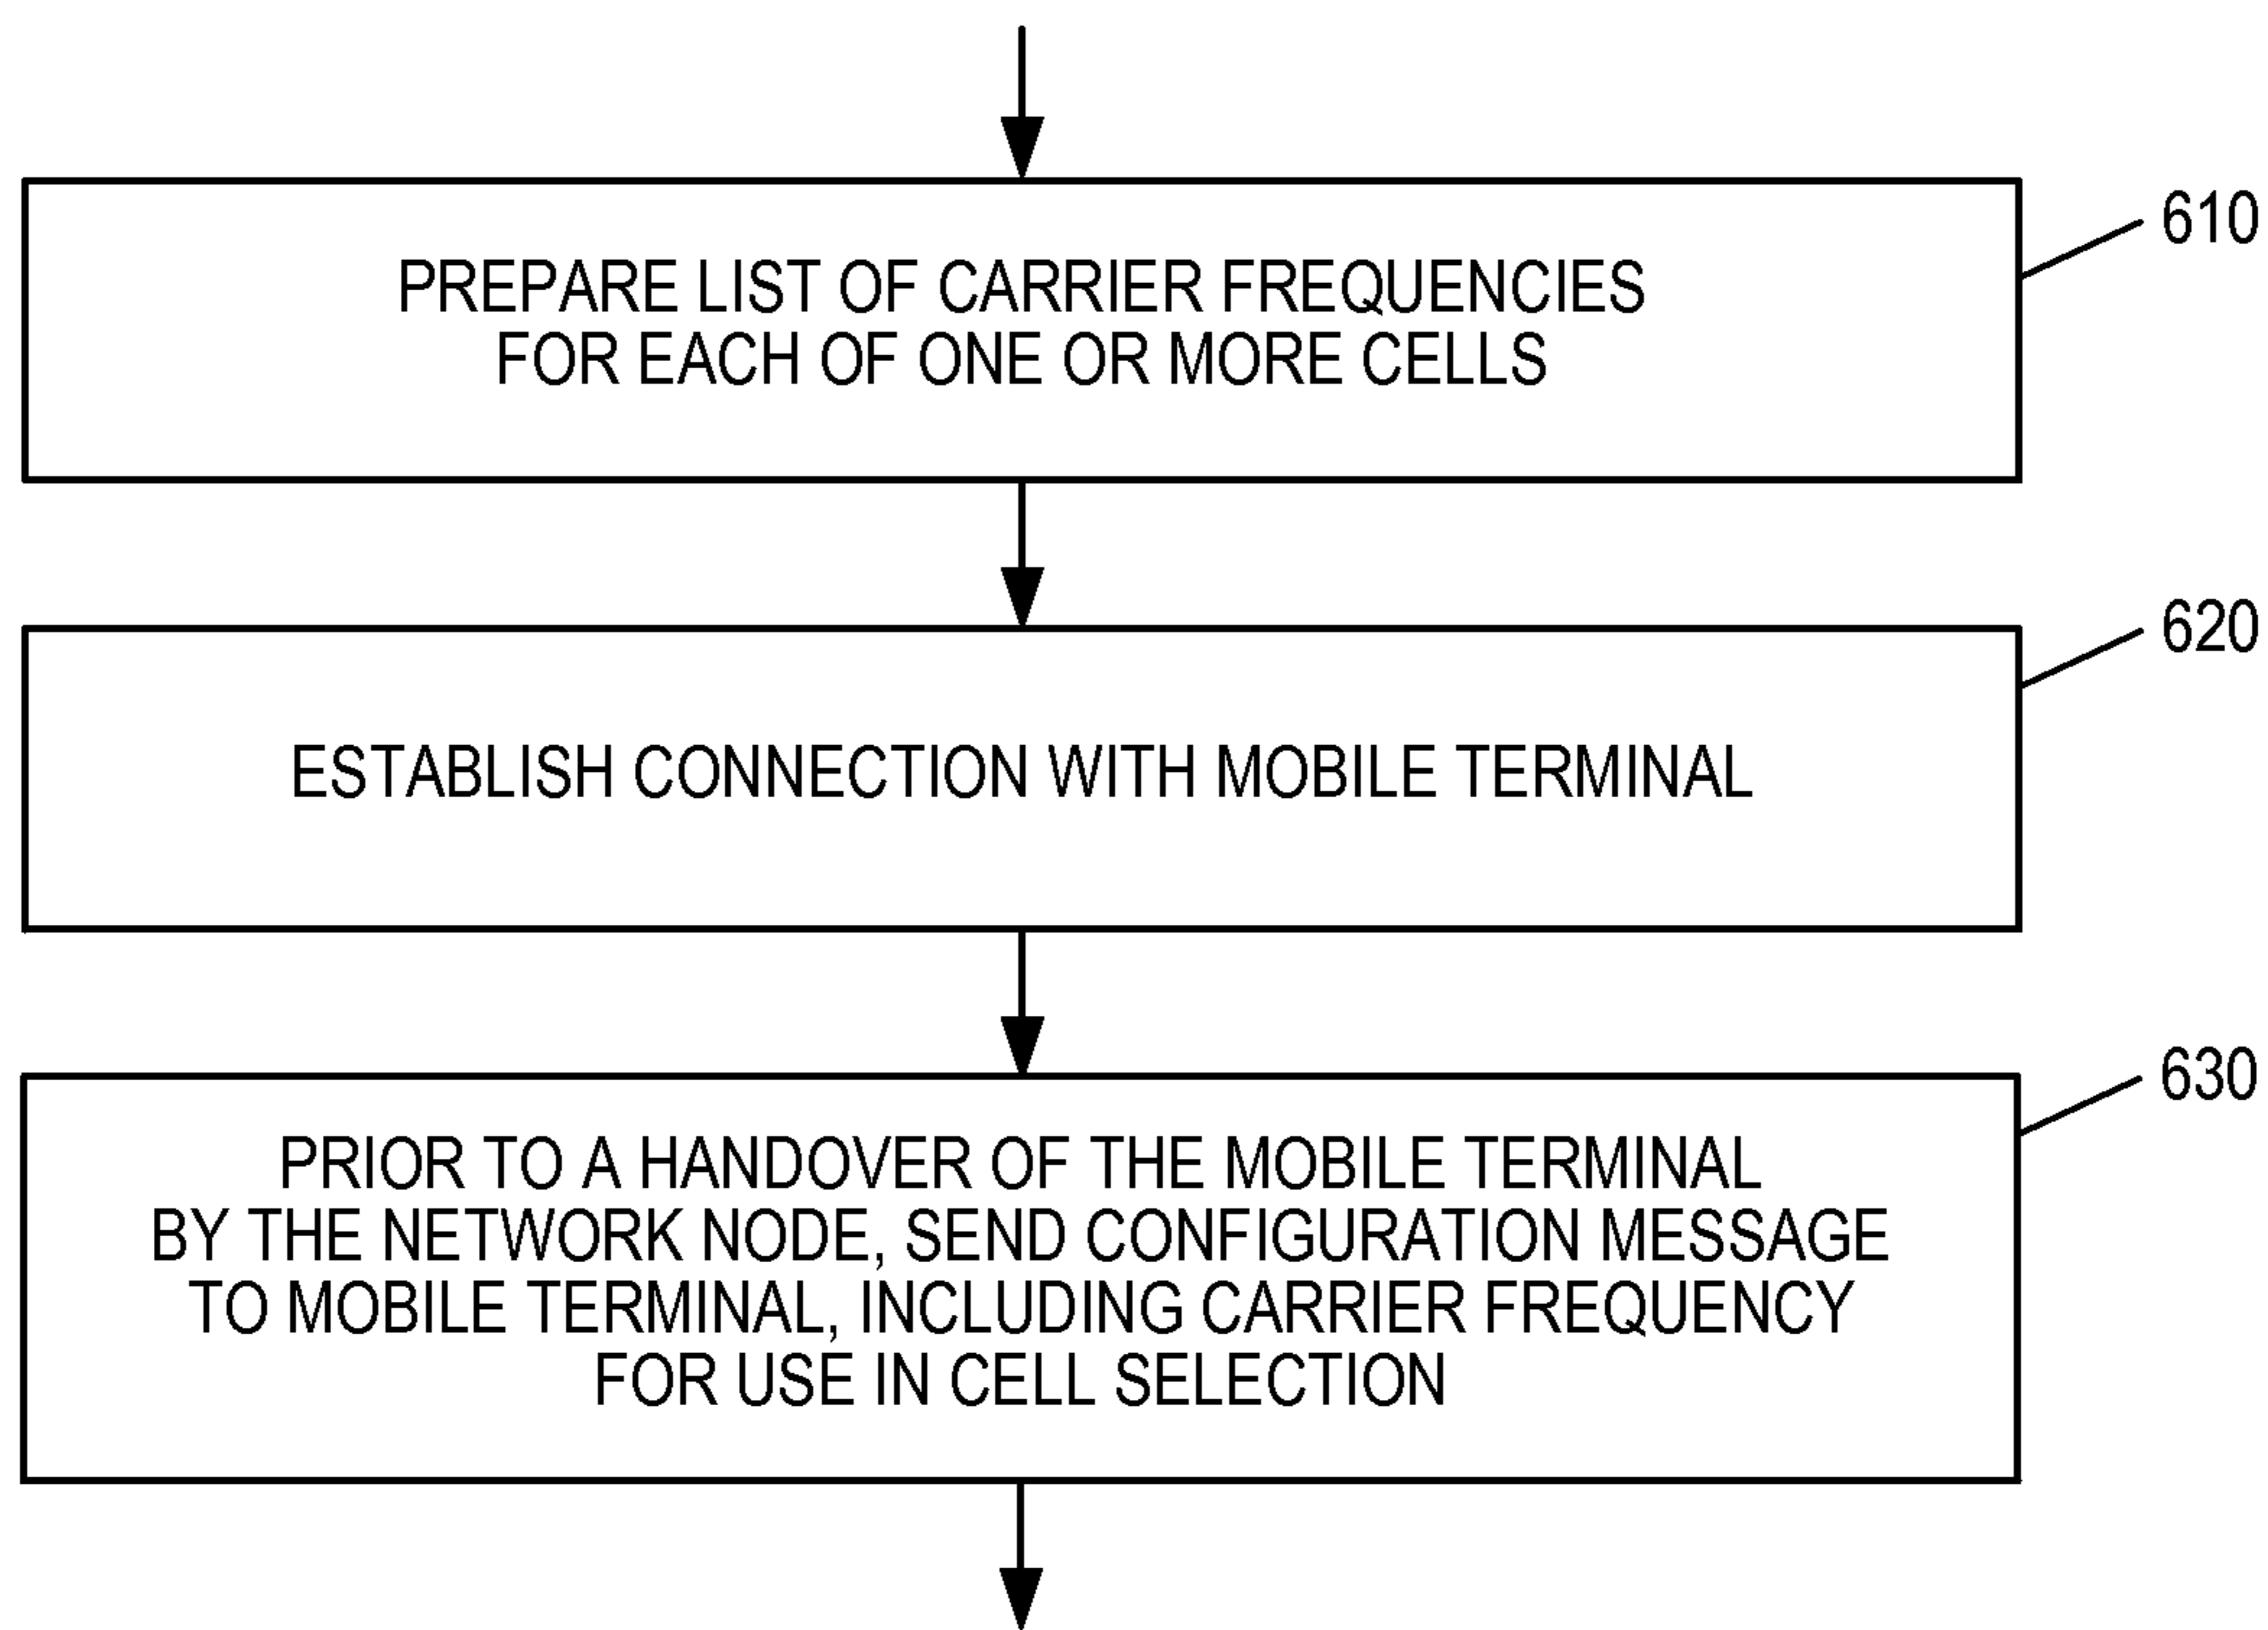 610
PREPARE LIST OF CARRIER FREQUENCIES
FOR EACH OF ONE OR MORE CELLS
620
ESTABLISH CONNECTION WITH MOBILE TERMINAL
630
PRIOR TO A HANDOVER OF THE MOBILE TERMINAL
BY THE NETWORK NODE, SEND CONFIGURATION MESSAGE
TO MOBILE TERMINAL, INCLUDING CARRIER FREQUENCY
FOR USE IN CELL SELECTION